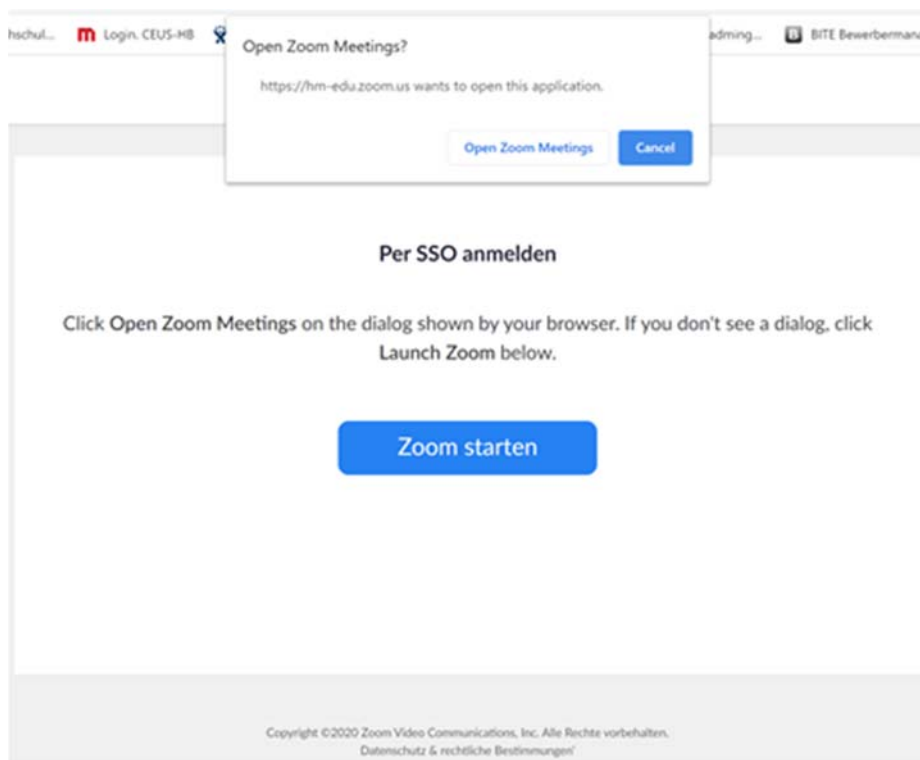 hschul... Login. CEUS-HB adming... BITE Bewerberman
Open Zoom Meetings?
https://hm-edu.zoom.us wants to open this application.
Open Zoom Meetings Cancel
Per SSO anmelden
Click Open Zoom Meetings on the dialog shown by your browser. If you don't see a dialog, click
Launch Zoom below.
Zoom starten
Copyright ©2020 Zoom Video Communications, Inc. Alle Rechte vorbehalten.
Datenschutz & rechtliche Bestimmungen'